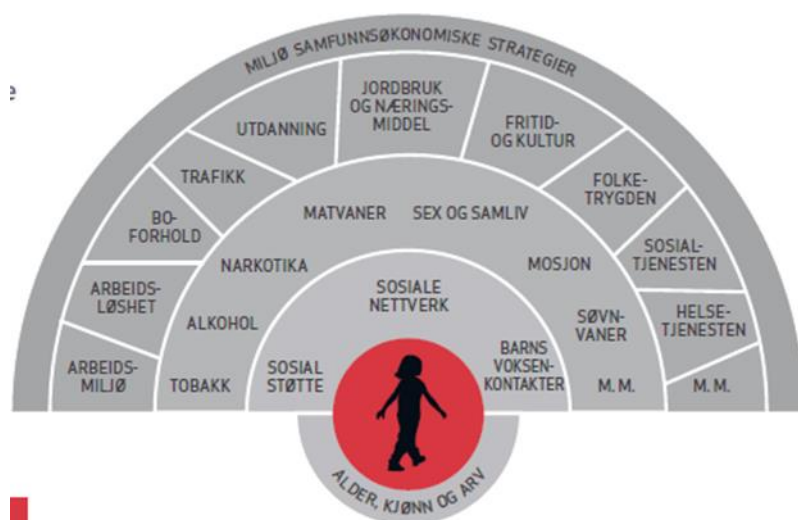 e
MILJØ SAMFUNNSØKONOMISKE STRATEGIER
ARBEIDS-
MILJØ
ARBEIDS-
LØSHET
BO-
FORHOLD
TRAFIKK
UTDANNING
JORDBRUK
OG NÆRINGS-
MIDDEL
FRITID-
OG KULTUR
FOLKE-
TRYGDEN
SOSIAL-
TJENESTEN
HELSE-
TJENESTEN
M. M.
TOBAKK
ALKOHOL
NARKOTIKA
MATVANER
SEX OG SAMLIV
MOSJON
SØVN-
VANER
M. M.
SOSIAL
STØTTE
SOSIALE
NETTVERK
BARNS
VOKSEN-
KONTAKTER
ALDER, KJØNN OG ARV